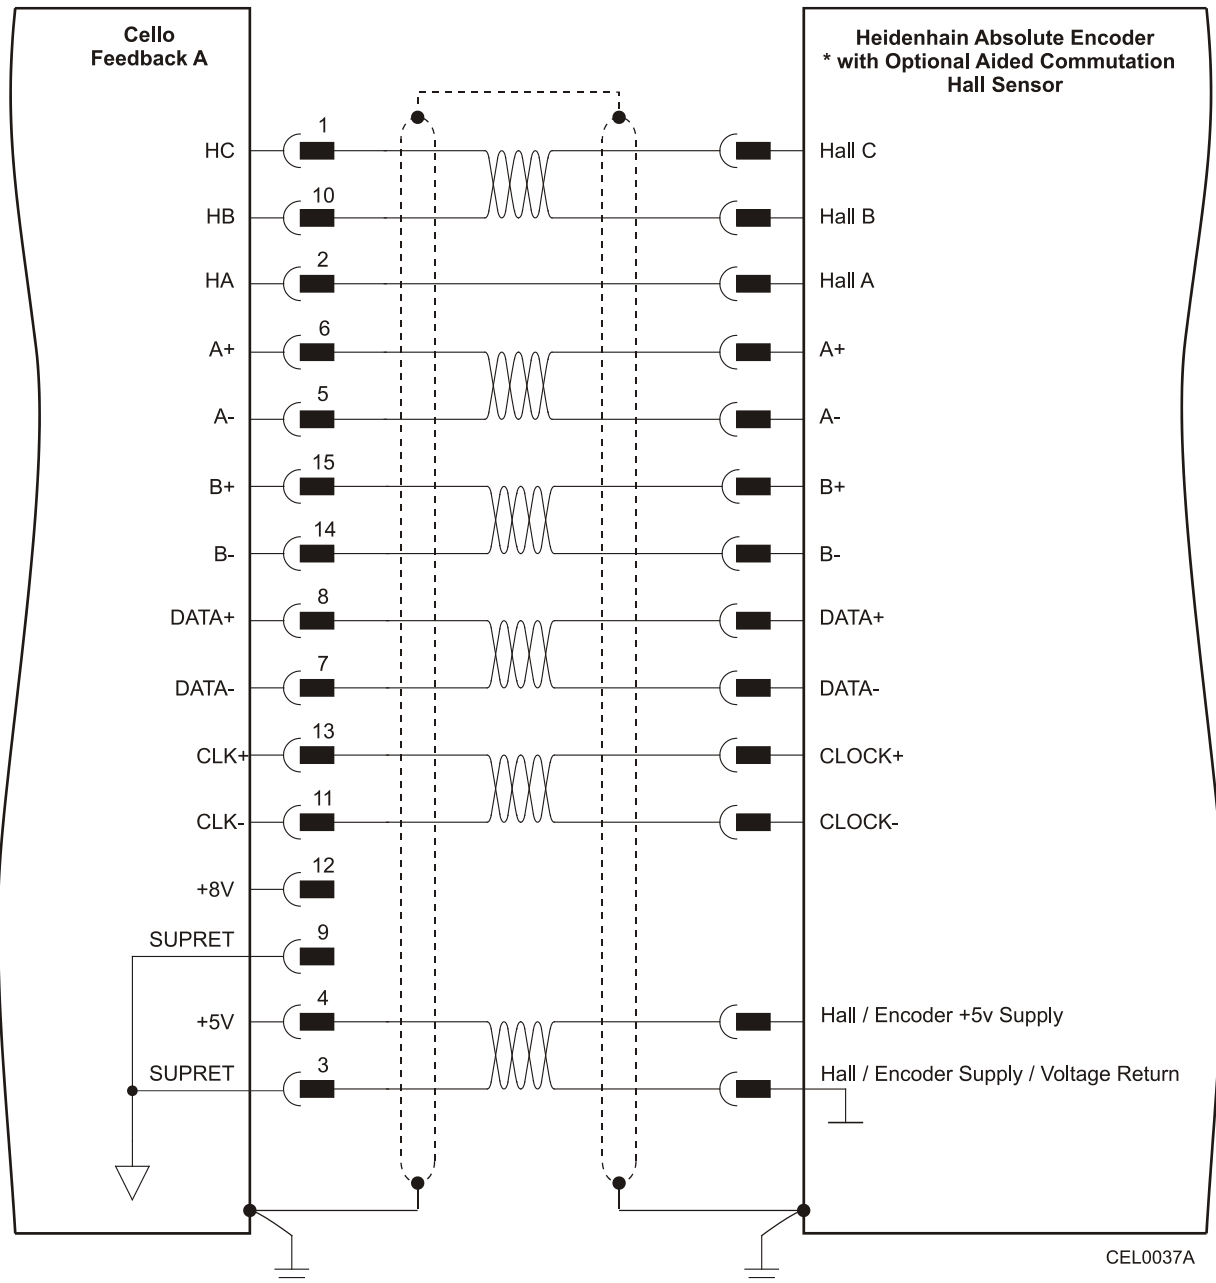 Cello
Feedback A
Heidenhain Absolute Encoder
* with Optional Aided Commutation
Hall Sensor
HC 1 Hall C
HB 10 Hall B
HA 2 Hall A
A+ 6 A+
A- 5 A-
B+ 15 B+
B- 14 B-
DATA+ 8 DATA+
DATA- 7 DATA-
CLK+ 13 CLOCK+
CLK- 11 CLOCK-
+8V 12
SUPRET 9
+5V 4 Hall / Encoder +5v Supply
SUPRET 3 Hall / Encoder Supply / Voltage Return
CEL0037A